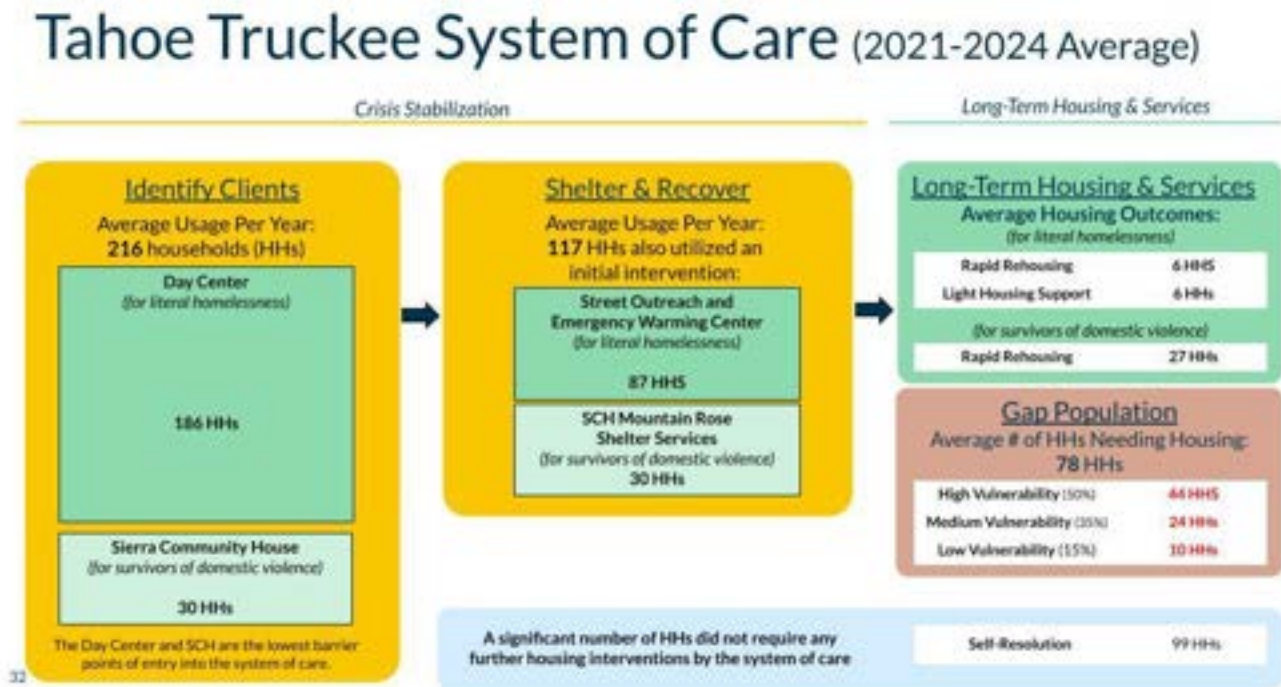 Tahoe Truckee System of Care (2021-2024 Average)
Crisis Stabilization
Long-Term Housing & Services
Identify Clients
Average Usage Per Year:
216 households (HHs)
Day Center
(for literal homelessness)
186 HHs
Sierra Community House
(for survivors of domestic violence)
30 HHs
The Day Center and SCH are the lowest barrier
points of entry into the system of care.
Shelter & Recover
Average Usage Per Year:
117 HHs also utilized an
initial intervention:
Street Outreach and
Emergency Warming Center
(for literal homelessness)
87 HHS
SCH Mountain Rose
Shelter Services
(for survivors of domestic violence)
30 HHs
Long-Term Housing & Services
Average Housing Outcomes:
(for literal homelessness)
Rapid Rehousing 6 HHS
Light Housing Support 6 HHs
(for survivors of domestic violence)
Rapid Rehousing 27 HHs
Gap Population
Average # of HHs Needing Housing:
78 HHs
High Vulnerability (50%) 44 HHS
Medium Vulnerability (35%) 24 HHs
Low Vulnerability (15%) 10 HHs
A significant number of HHs did not require any
further housing interventions by the system of care
Self-Resolution 99 HHs
32